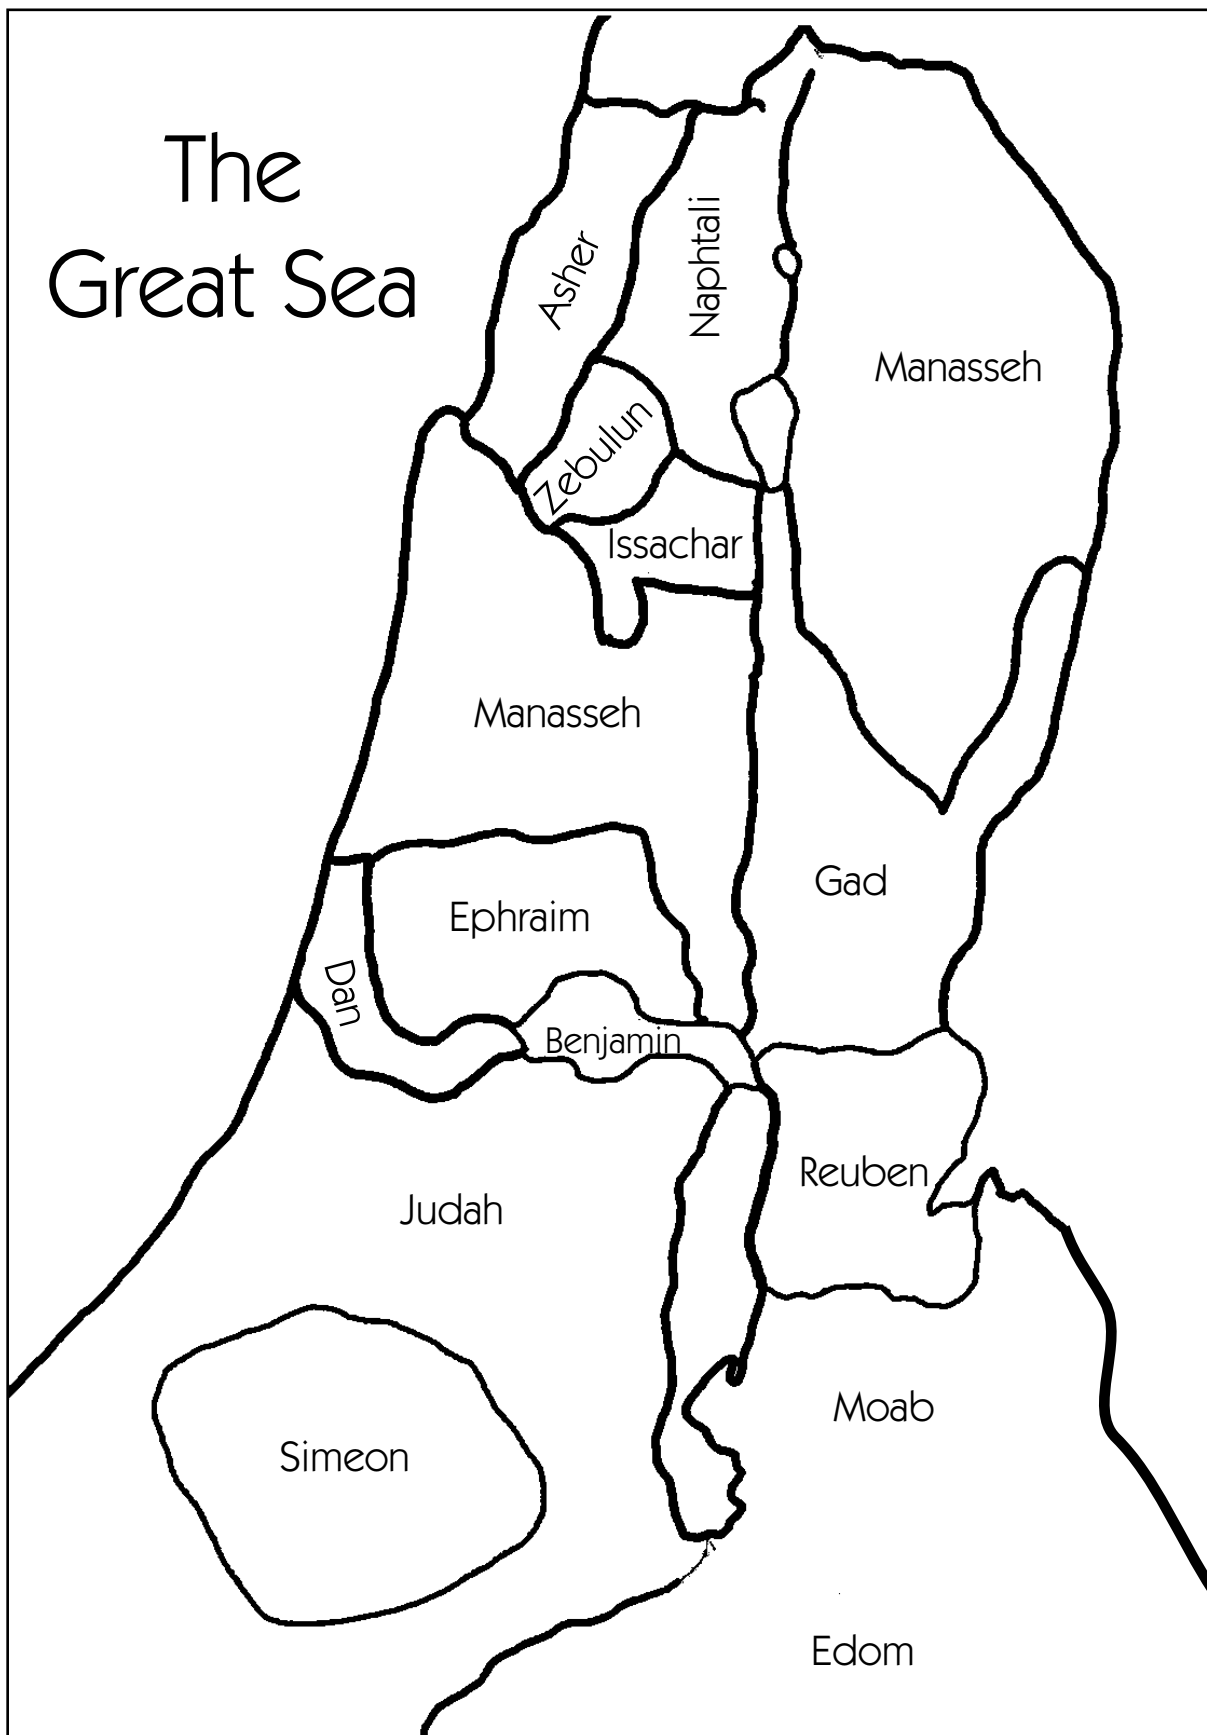 The
Great Sea
Asher
Naphtali
Manasseh
Zebulun
Issachar
Manasseh
Gad
Ephraim
Dan
Benjamin
Reuben
Judah
Moab
Simeon
Edom